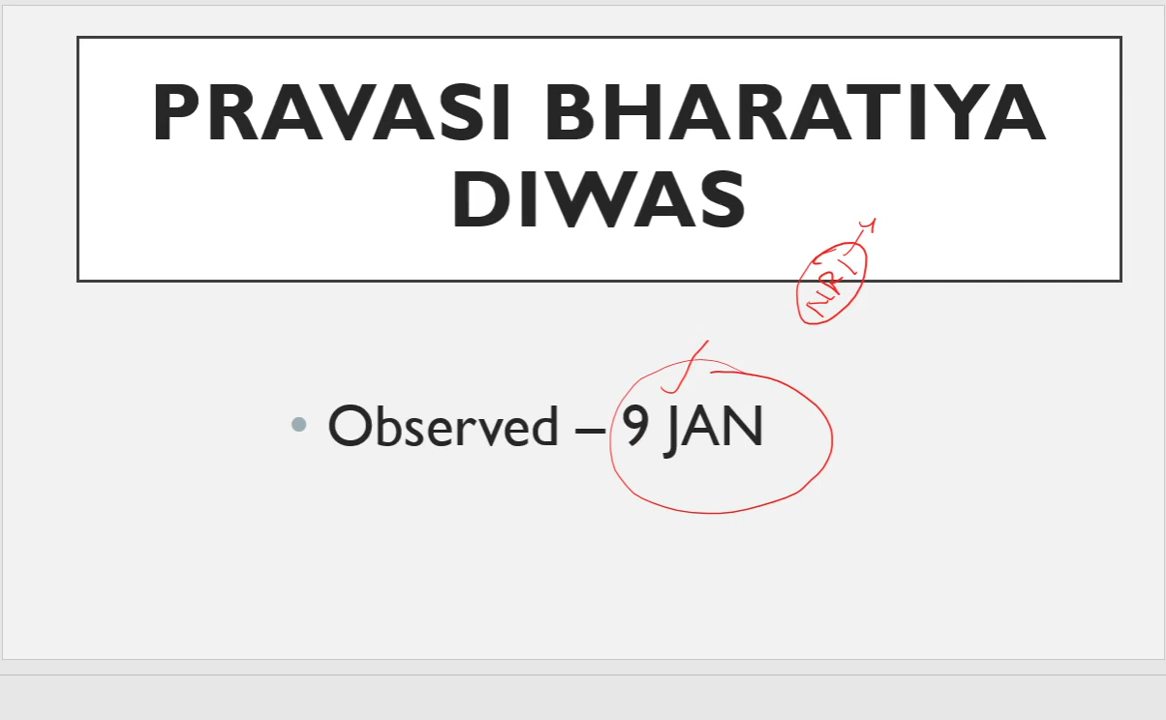 PRAVASI BHARATIYA
DIWAS
NRI
• Observed – 9 JAN